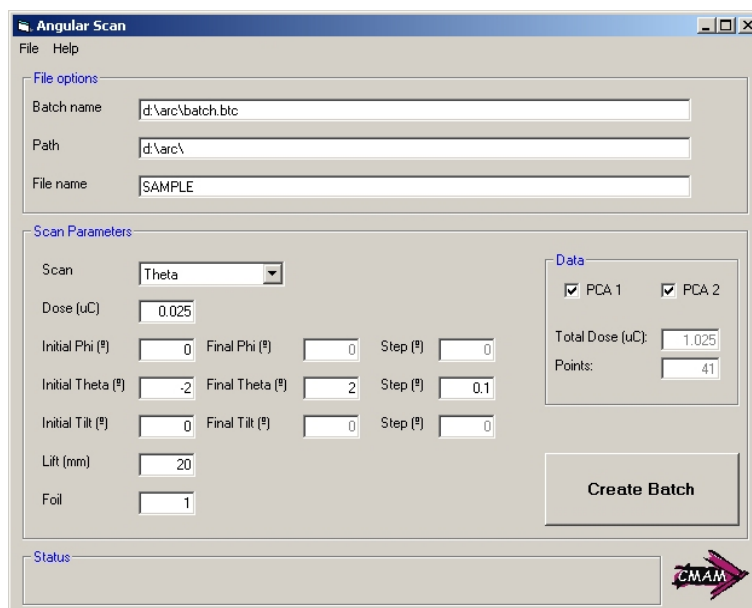 Angular Scan
File Help
File options
Batch name d:\arc\batch.btc
Path d:\arc\
File name SAMPLE
Scan Parameters
Scan Theta
Dose (uC) 0.025
Initial Phi (º) 0 Final Phi (º) 0 Step (º) 0
Initial Theta (º) -2 Final Theta (º) 2 Step (º) 0.1
Initial Tilt (º) 0 Final Tilt (º) 0 Step (º) 0
Lift (mm) 20
Foil 1
Data
PCA 1 PCA 2
Total Dose (uC): 1.025
Points: 41
Create Batch
Status
CMAM